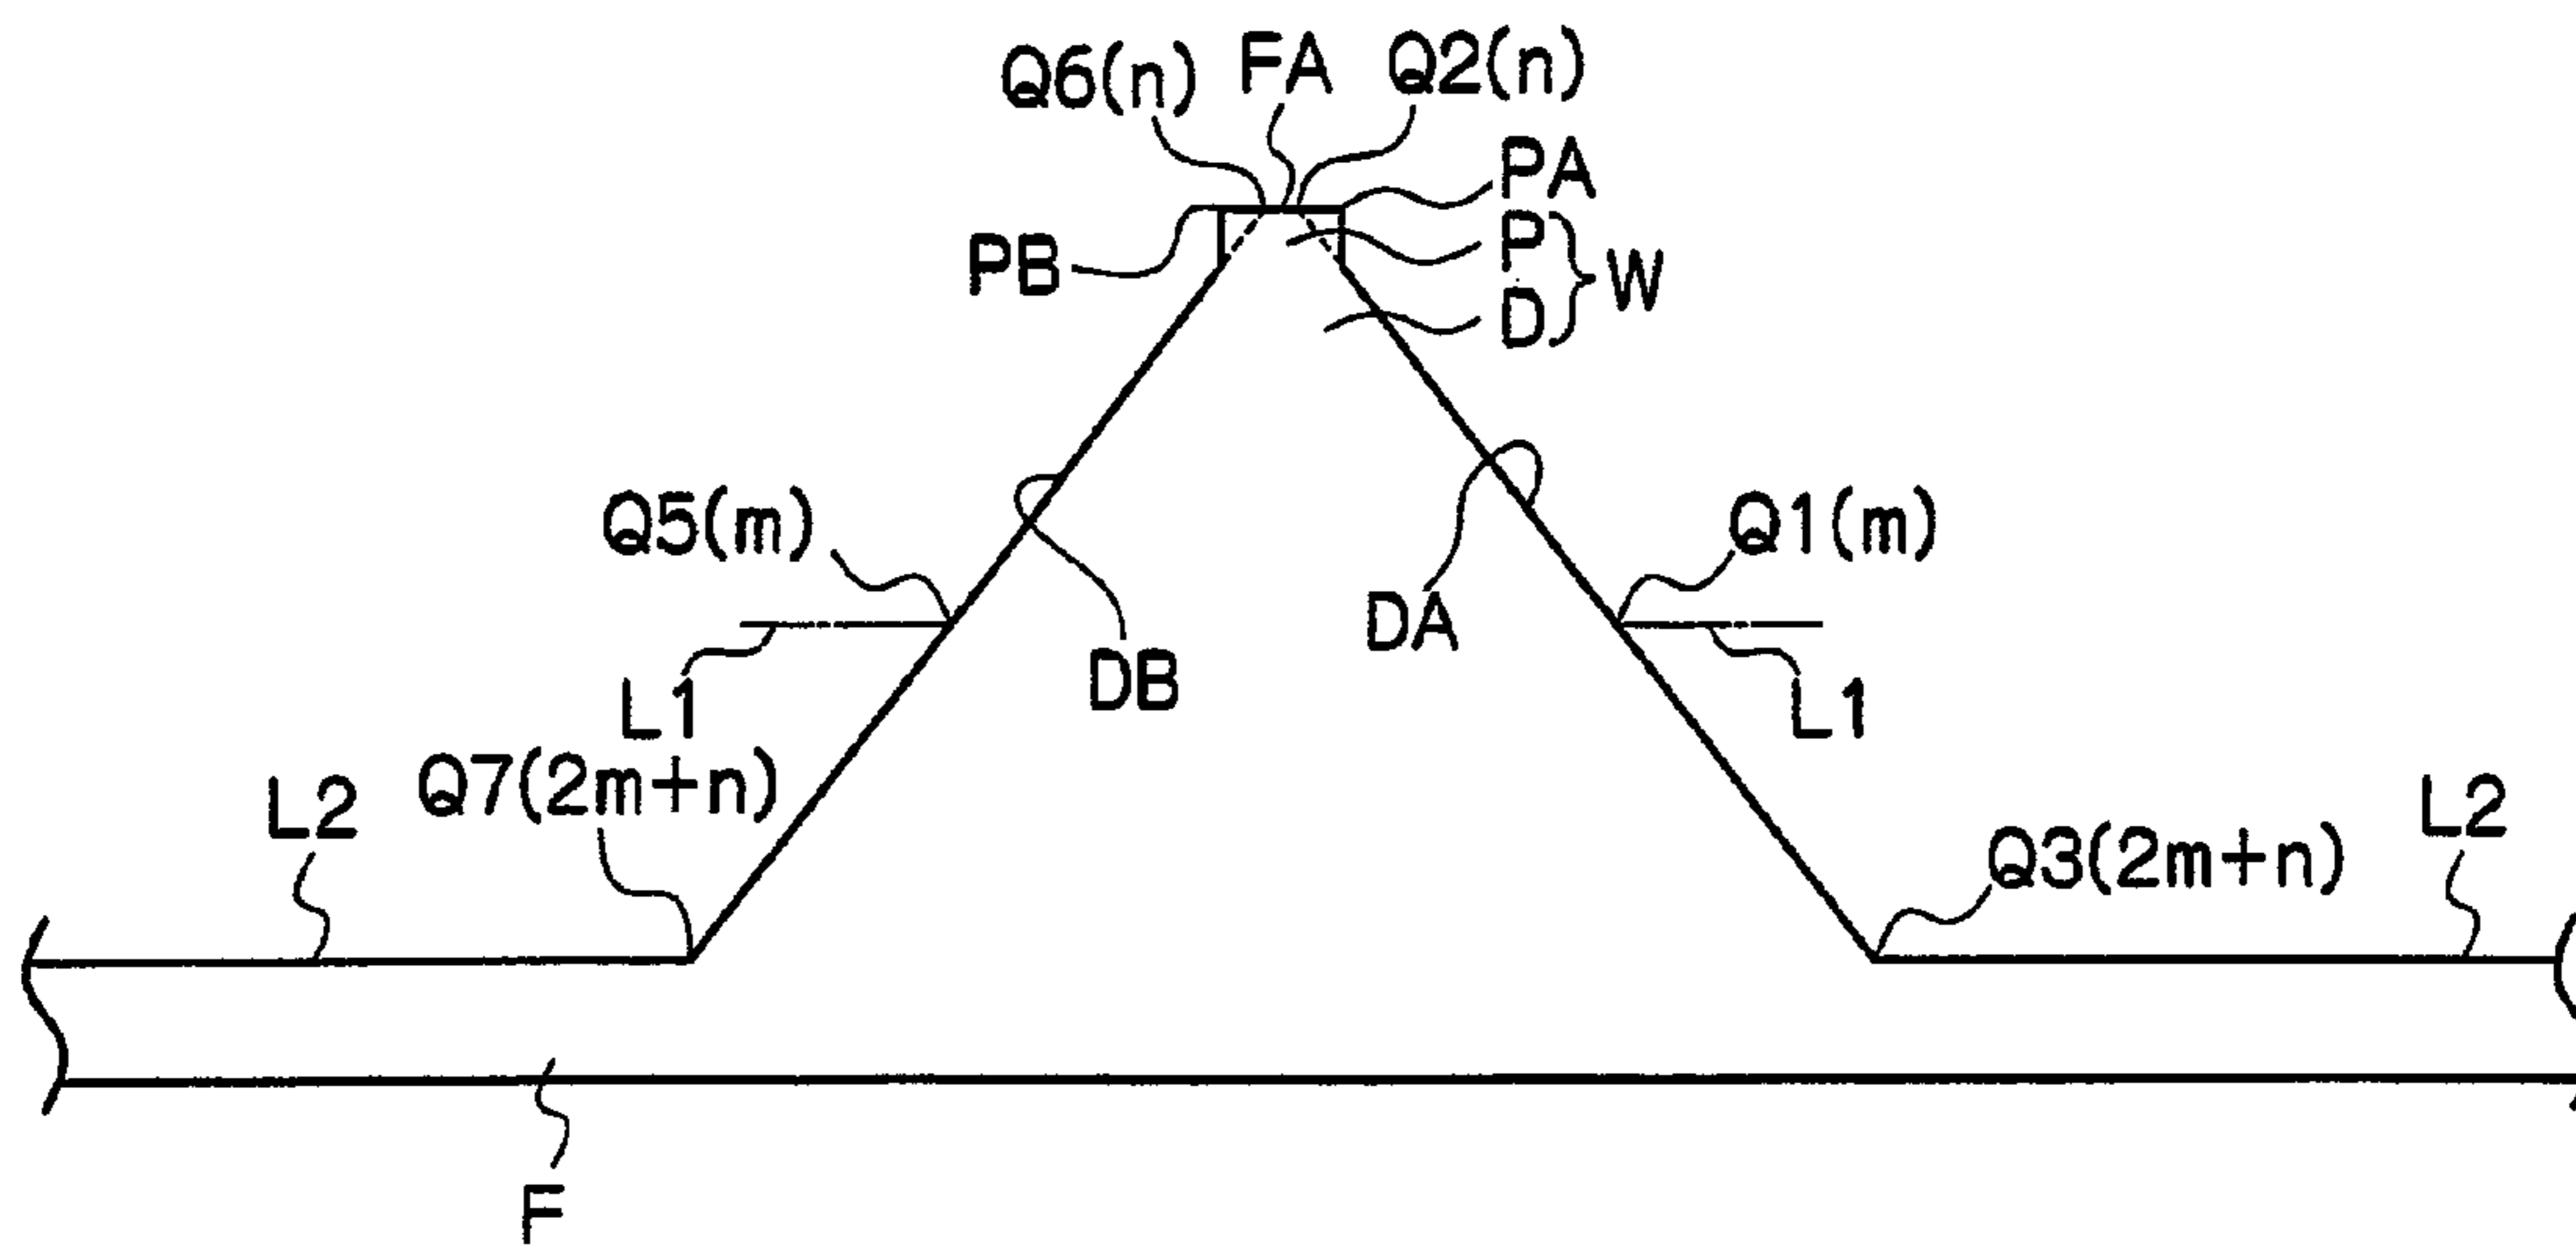 Q6(n) FA Q2(n)
PA
PB P
D } W
Q5(m) Q1(m)
DA
DB
L1 L1
Q7(2m+n)
L2 L2
Q3(2m+n)
F